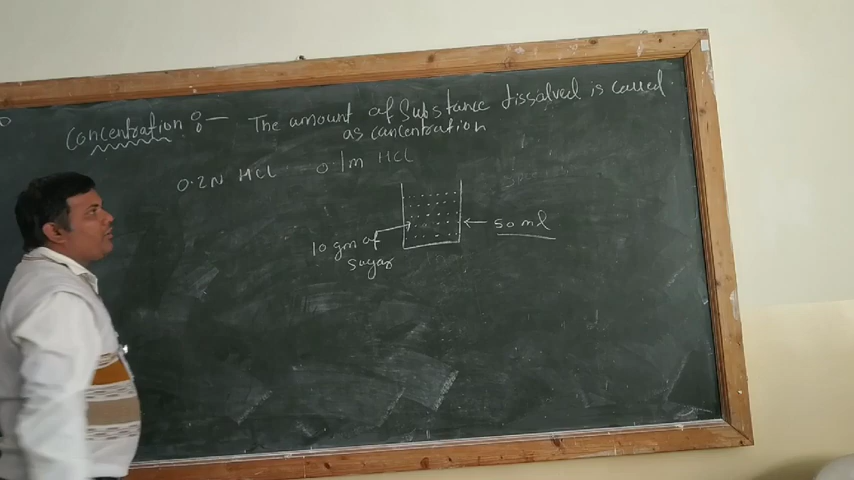 Concentration :— The amount of Substance dissolved is called
as concentration
0.2N HCl 0.1m HCl
10 gm of
sugar
50 ml